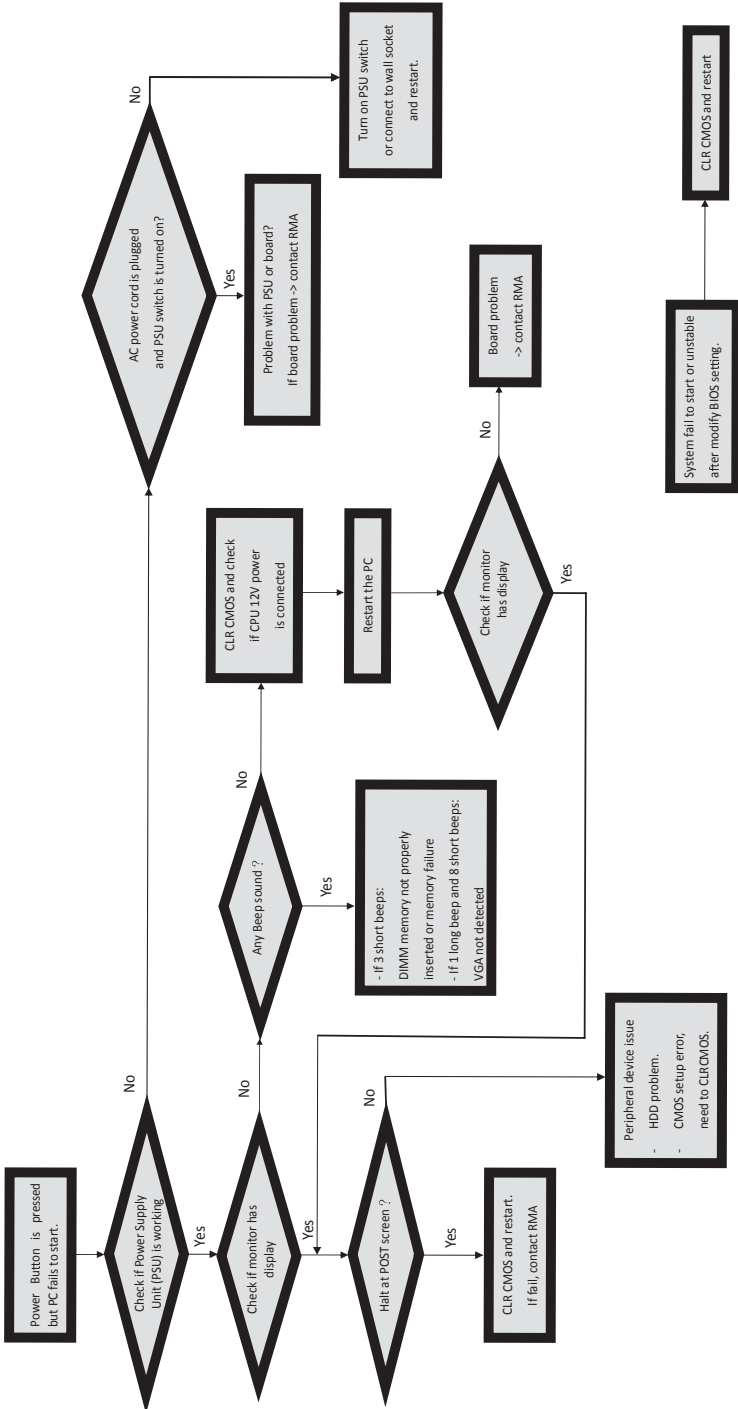 Power Button is pressed
but PC fails to start.
Check if Power Supply
Unit (PSU) is working
No
Yes
AC power cord is plugged
and PSU switch is turned on?
No
Turn on PSU switch
or connect to wall socket
and restart.
Yes
Problem with PSU or board?
If board problem -> contact RMA
Check if monitor has
display
No
Yes
Any Beep sound ?
No
CLR CMOS and check
if CPU 12V power
is connected
Yes
- If 3 short beeps:
DIMM memory not properly
inserted or memory failure
- If 1 long beep and 8 short beeps:
VGA not detected
Restart the PC
Check if monitor
has display
No
Board problem
-> contact RMA
Yes
Halt at POST screen ?
No
Yes
CLR CMOS and restart.
If fail, contact RMA
Peripheral device issue
- HDD problem.
- CMOS setup error,
need to CLRCMOS.
System fail to start or unstable
after modify BIOS setting.
CLR CMOS and restart